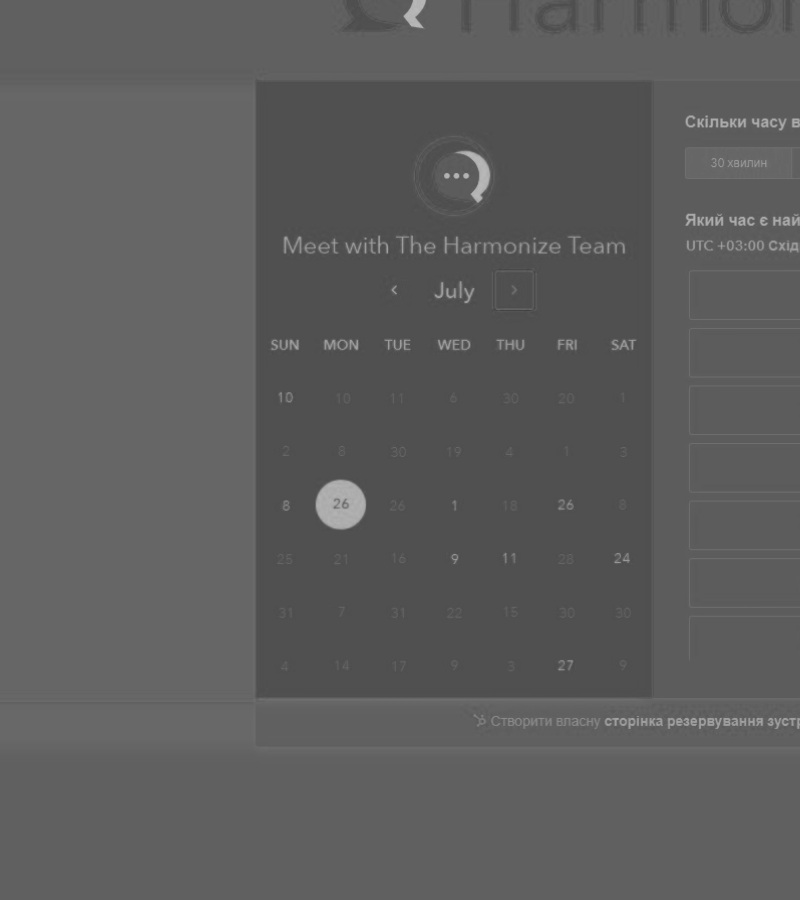 Harmon
Скільки часу в
30 хвилин
Meet with The Harmonize Team
Який час є най
UTC +03:00 Схід
July
SUN MON TUE WED THU FRI SAT
10 10 11 6 30 20 1
2 8 30 19 4 1 3
8 26 26 1 18 26 8
25 21 16 9 11 28 24
31 7 31 22 15 30 30
4 14 17 9 3 27 9
Створити власну сторінка резервування зуст